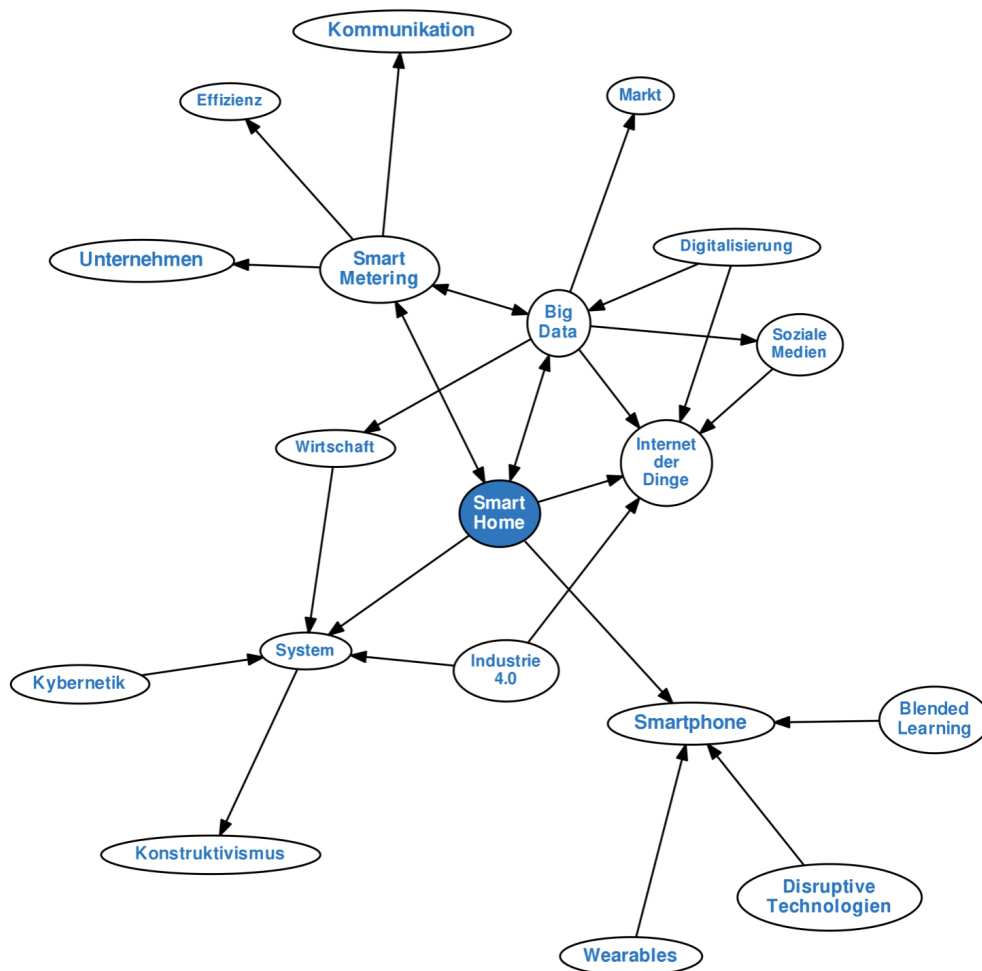 Kommunikation
Effizienz
Markt
Unternehmen
Smart
Metering
Digitalisierung
Big
Data
Soziale
Medien
Wirtschaft
Internet
der
Dinge
Smart
Home
System
Kybernetik
Industrie
4.0
Smartphone
Blended
Learning
Konstruktivismus
Disruptive
Technologien
Wearables